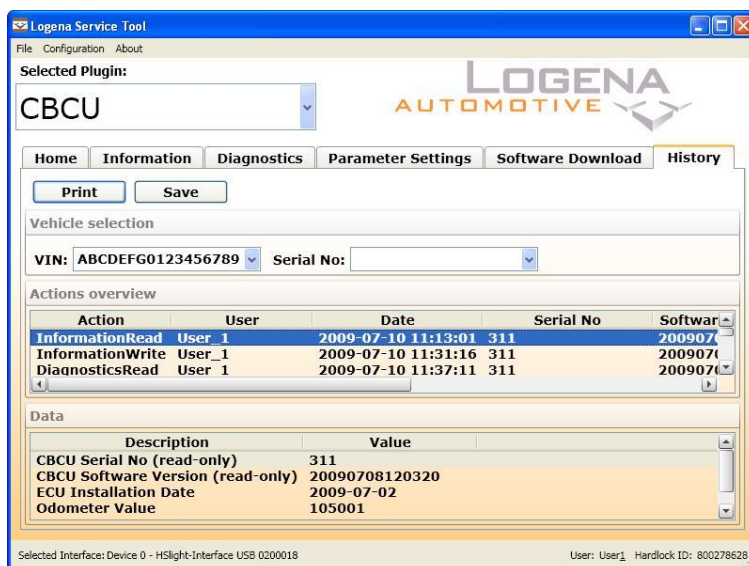 Logena Service Tool
File Configuration About
Selected Plugin:
LOGENA
AUTOMOTIVE
CBCU
Home Information Diagnostics Parameter Settings Software Download History
Print Save
Vehicle selection
VIN: ABCDEFG0123456789 Serial No:
Actions overview
Action User Date Serial No Softwar
InformationRead User_1 2009-07-10 11:13:01 311 2009070
InformationWrite User_1 2009-07-10 11:31:16 311 2009070
DiagnosticsRead User_1 2009-07-10 11:37:11 311 2009070
Data
Description Value
CBCU Serial No (read-only) 311
CBCU Software Version (read-only) 20090708120320
ECU Installation Date 2009-07-02
Odometer Value 105001
Selected Interface: Device 0 - HSlight-Interface USB 0200018 User: User1 Hardlock ID: 800278628